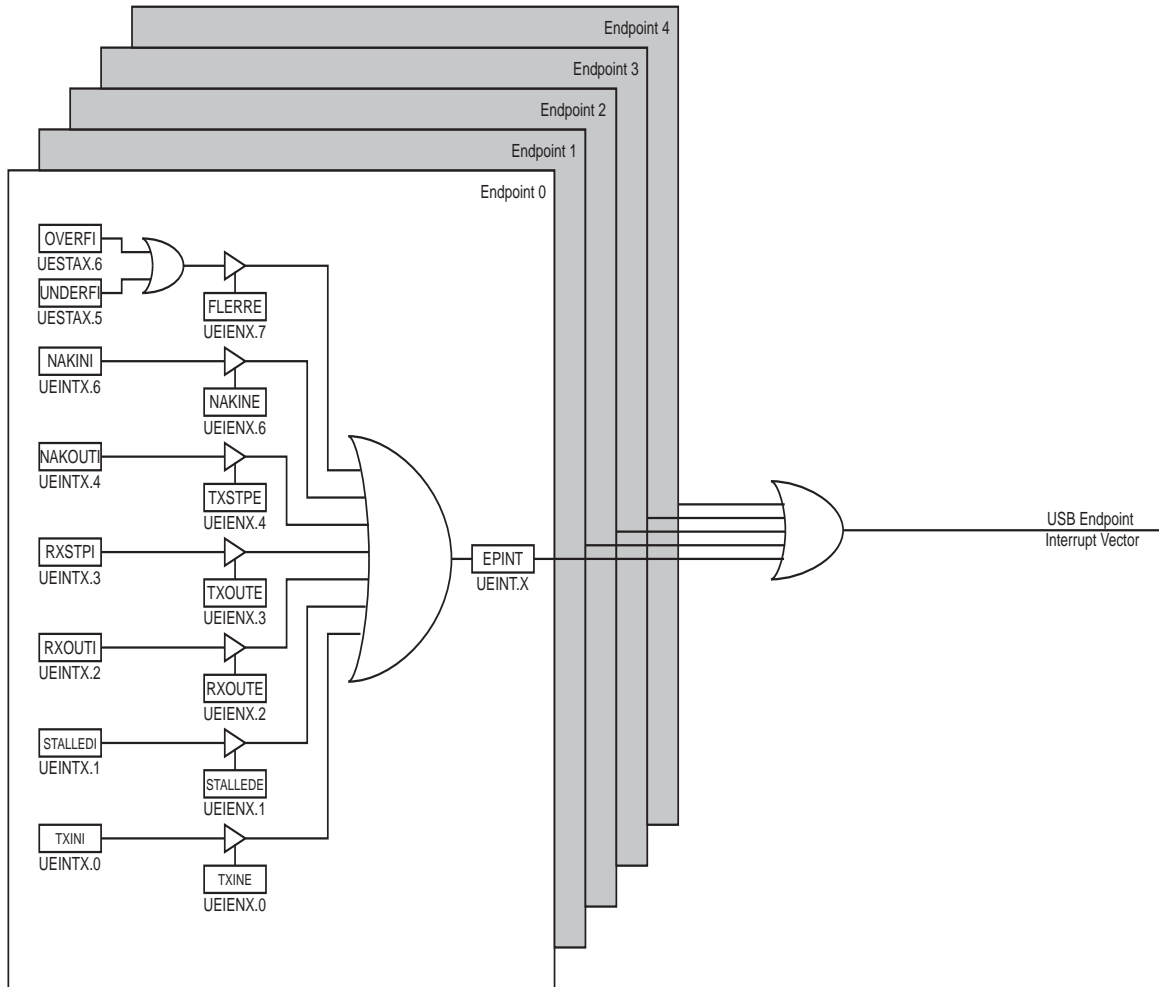 Endpoint 4
Endpoint 3
Endpoint 2
Endpoint 1
Endpoint 0
OVERFI
UESTAX.6
UNDERFI
UESTAX.5
FLERRE
UEIENX.7
NAKINI
UEINTX.6
NAKINE
UEIENX.6
NAKOUTI
UEINTX.4
TXSTPE
UEIENX.4
RXSTPI
UEINTX.3
TXOUTE
UEIENX.3
RXOUTI
UEINTX.2
RXOUTE
UEIENX.2
STALLEDI
UEINTX.1
STALLEDE
UEIENX.1
TXINI
UEINTX.0
TXINE
UEIENX.0
EPINT
UEINT.X
USB Endpoint
Interrupt Vector